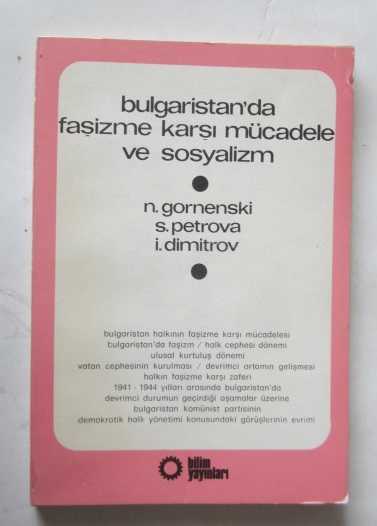 bulgaristan'da
faşizme karşı mücadele
ve sosyalizm
n. gornenski
s. petrova
i. dimitrov
bulgaristan halkının faşizme karşı mücadelesi
bulgariştan'da faşizm / halk cephesi dönemi
ulusal kurtuluş dönemi
vatan cephesinin kurulması / devrimci ortamın gelişmesi
halkın faşizme karşı zaferi
1941 - 1944 yılları arasında bulgaristan'da
devrimci durumun geçirdiği aşamalar üzerine
bulgaristan komünist partisinin
demokratik halk yönetimi konusundaki görüşlerinin evrimi
bilim
yayınları